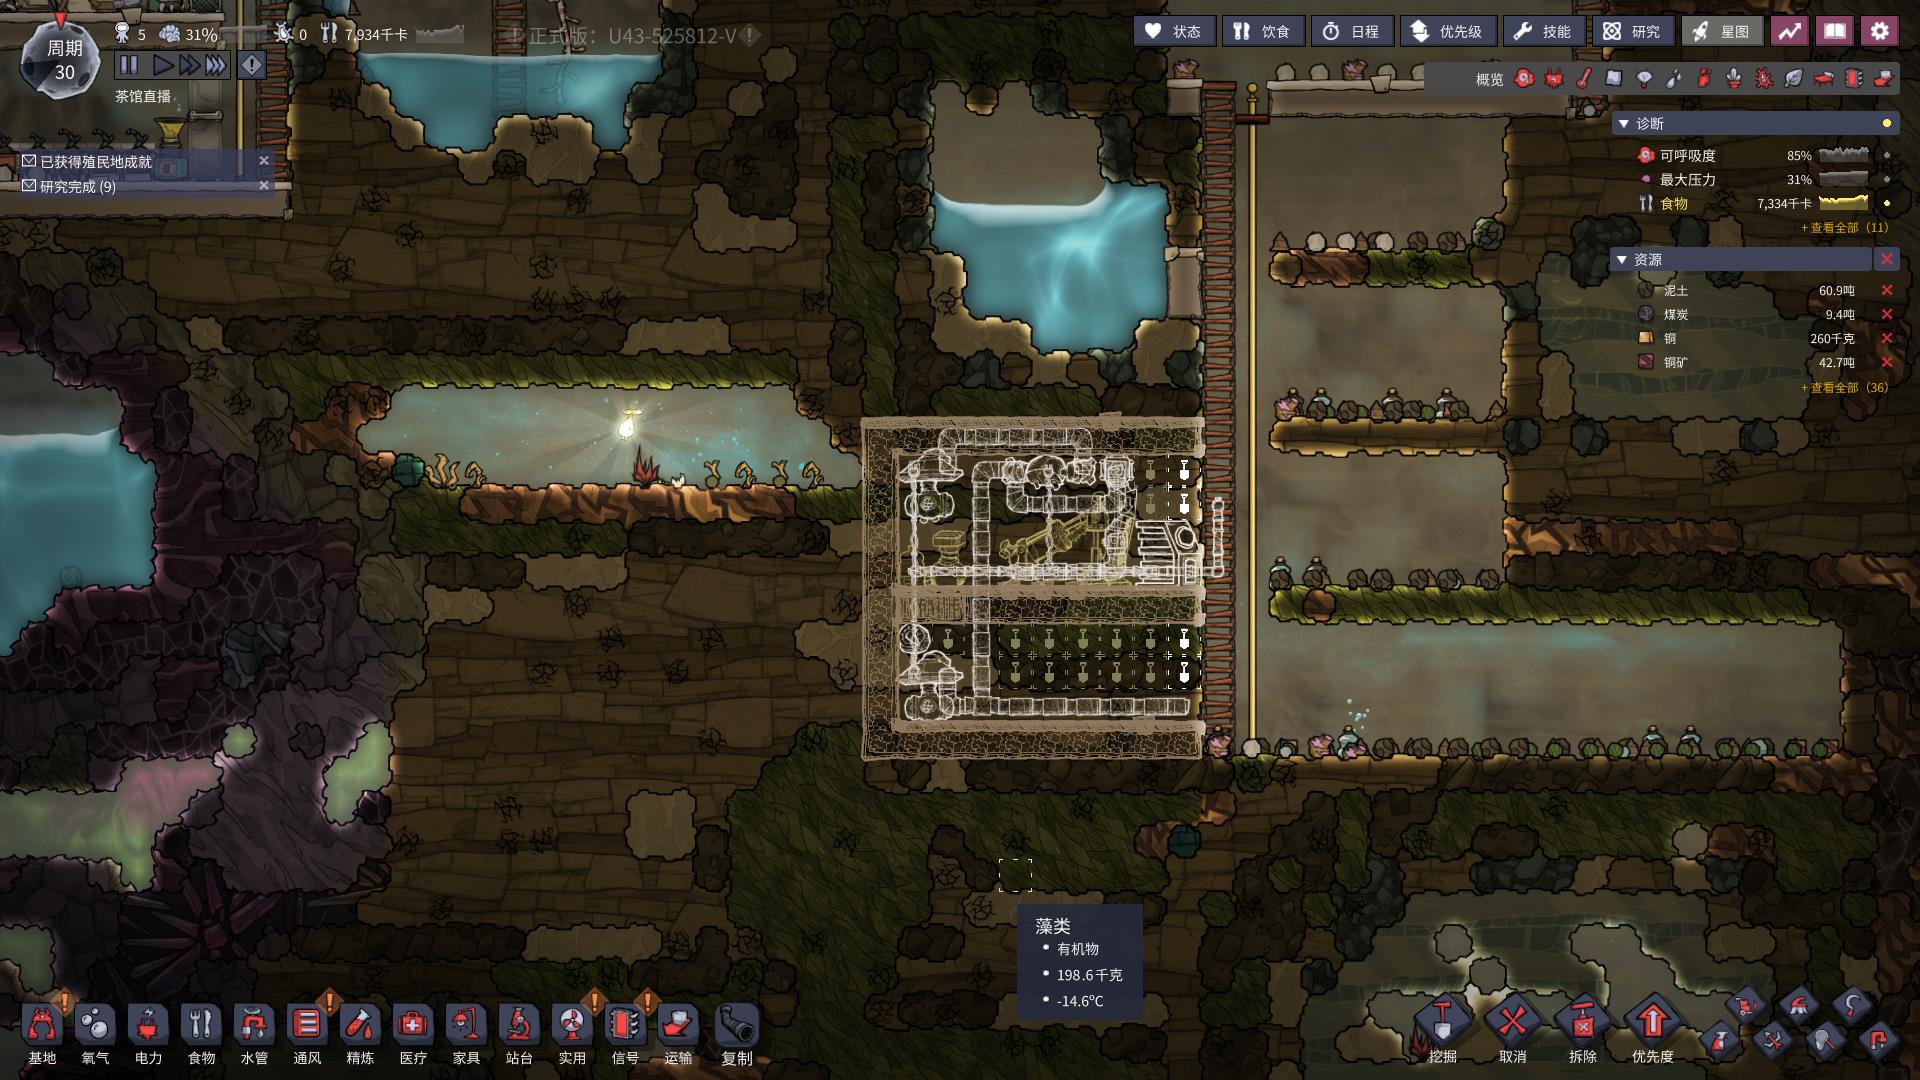 周期
30
5
31%
0
7,934千卡
正式版：U43-525812-V
茶馆直播
已获得殖民地成就
研究完成 (9)
状态
饮食
日程
优先级
技能
研究
星图
概览
诊断
可呼吸度 85%
最大压力 31%
食物 7,334千卡
+ 查看全部（11）
资源
泥土 60.9吨
煤炭 9.4吨
铜 260千克
铜矿 42.7吨
+ 查看全部（36）
藻类
• 有机物
• 198.6千克
• -14.6ºC
基地
氧气
电力
食物
水管
通风
精炼
医疗
家具
站台
实用
信号
运输
复制
挖掘
取消
拆除
优先度